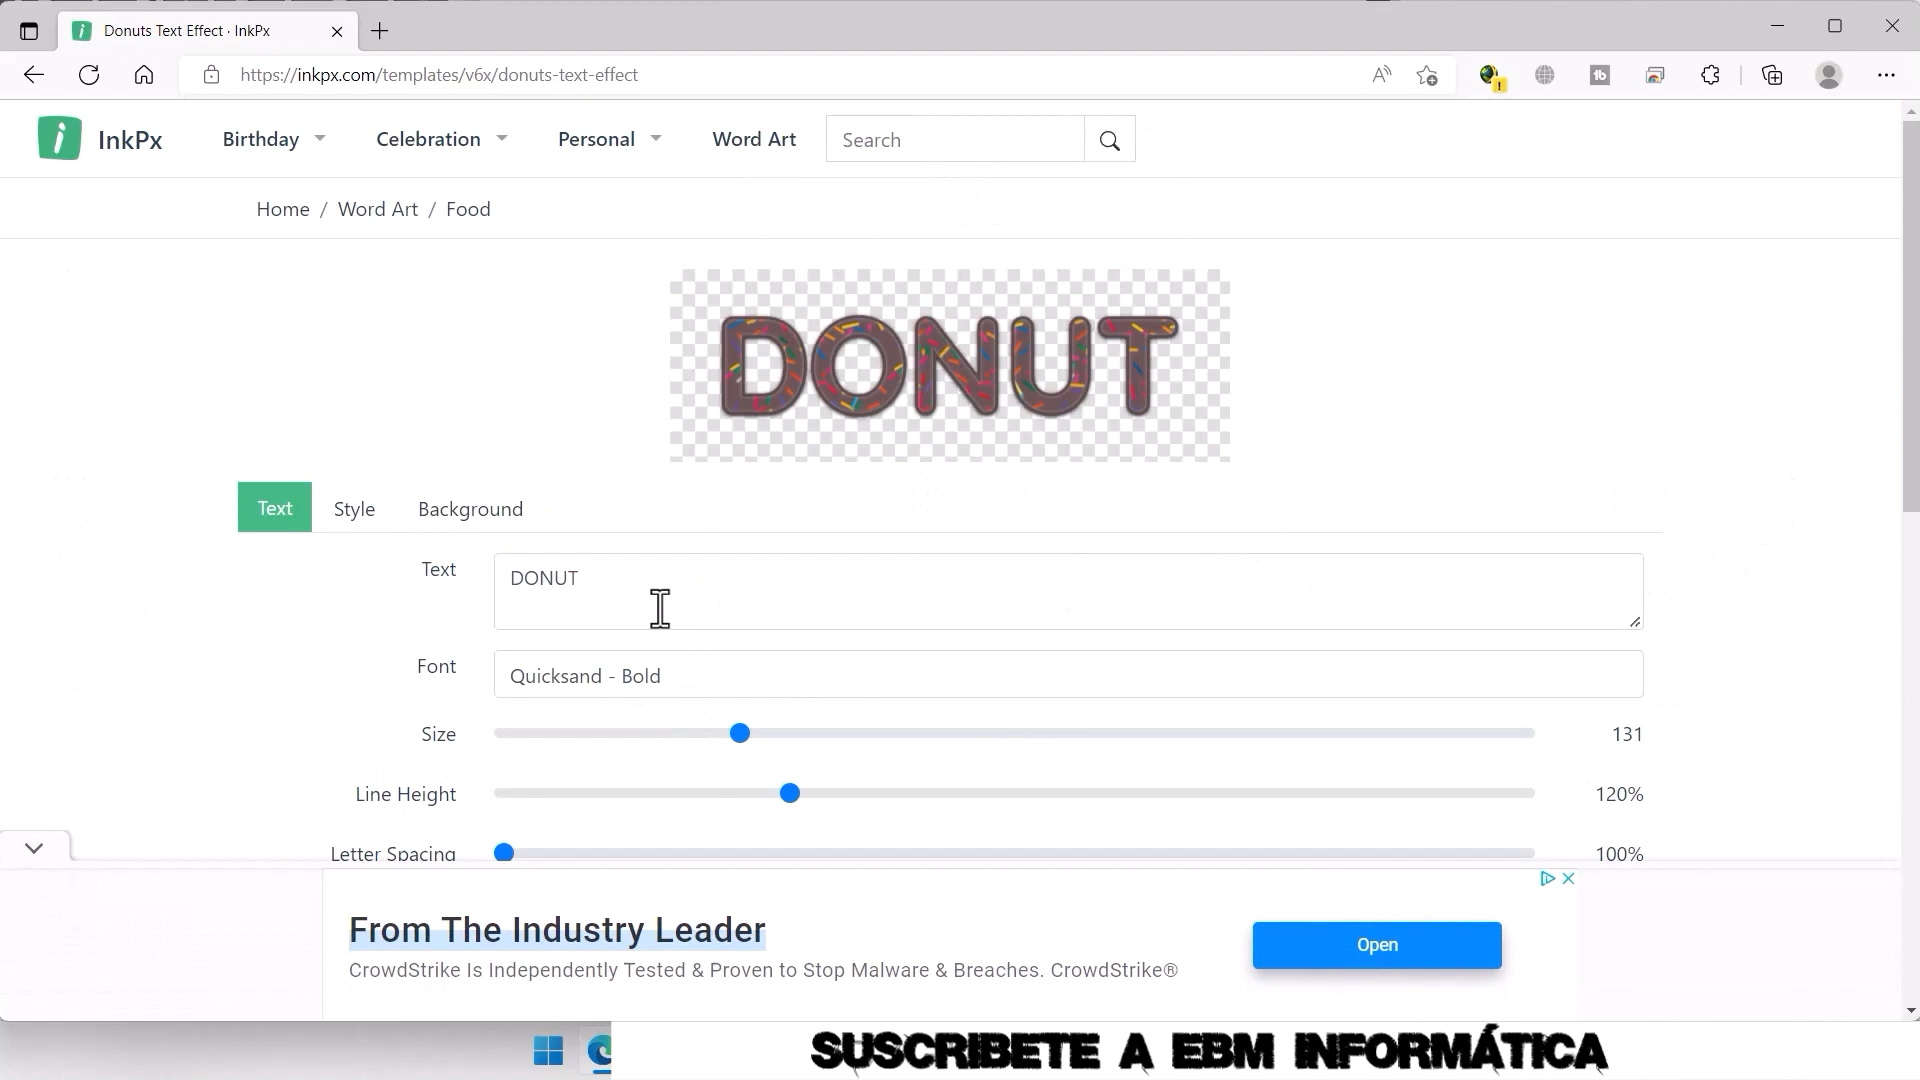 Donuts Text Effect · InkPx
https://inkpx.com/templates/v6x/donuts-text-effect
InkPx
Birthday
Celebration
Personal
Word Art
Search
Home / Word Art / Food
DONUT
Text
Style
Background
Text
DONUT
Font
Quicksand - Bold
Size
131
Line Height
120%
Letter Spacing
100%
From The Industry Leader
CrowdStrike Is Independently Tested & Proven to Stop Malware & Breaches. CrowdStrike®
Open
SUSCRIBETE A EBM INFORMÁTICA